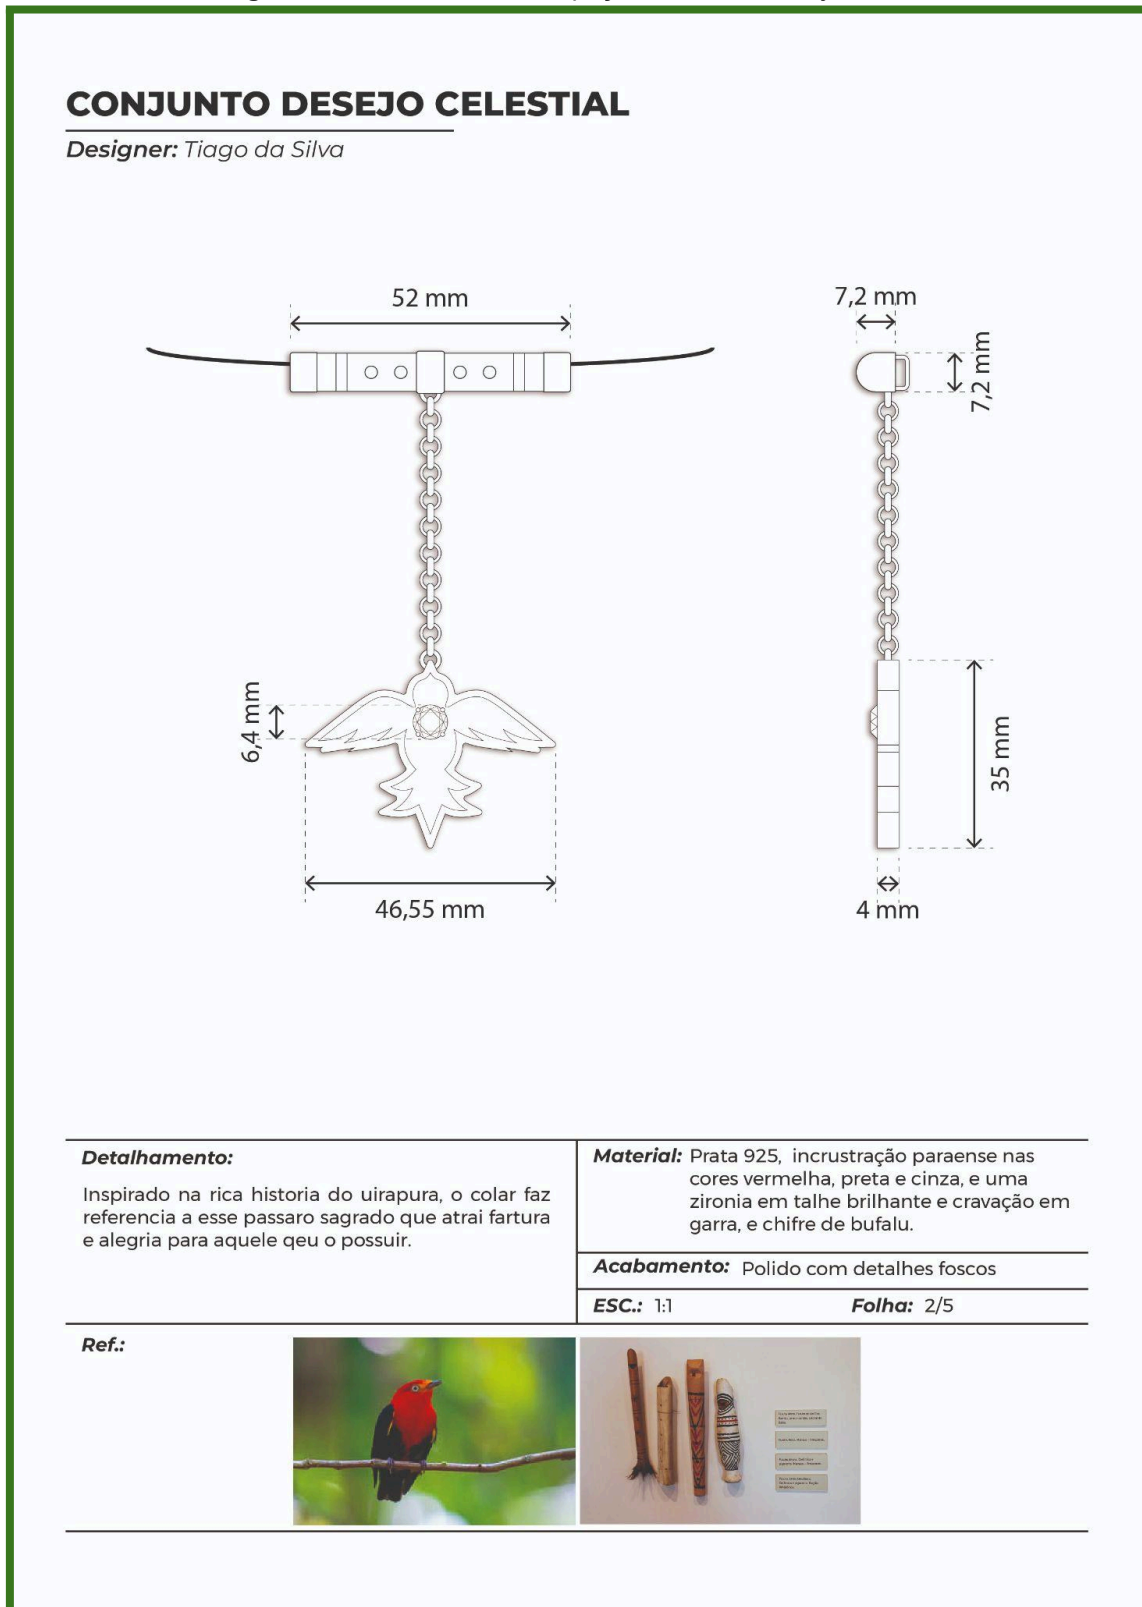 CONJUNTO DESEJO CELESTIAL
Designer: Tiago da Silva
52 mm
7,2 mm
7,2 mm
6,4 mm
35 mm
46,55 mm
4 mm
Detalhamento:
Inspirado na rica historia do uirapura, o colar faz
referencia a esse passaro sagrado que atrai fartura
e alegria para aquele qeu o possuir.
Material: Prata 925, incrustração paraense nas
cores vermelha, preta e cinza, e uma
zironia em talhe brilhante e cravação em
garra, e chifre de bufalu.
Acabamento: Polido com detalhes foscos
ESC.: 1:1 Folha: 2/5
Ref.: